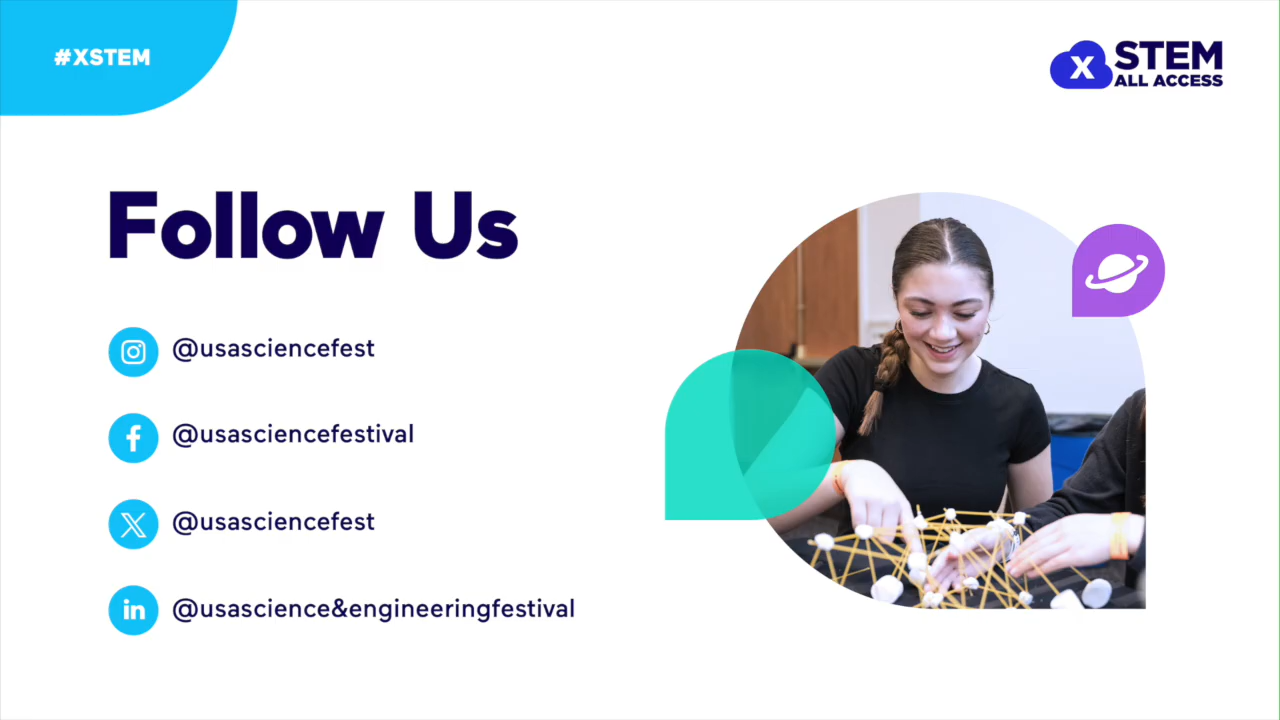 #XSTEM
X STEM
ALL ACCESS
Follow Us
@usasciencefest
@usasciencefestival
@usasciencefest
@usascience&engineeringfestival